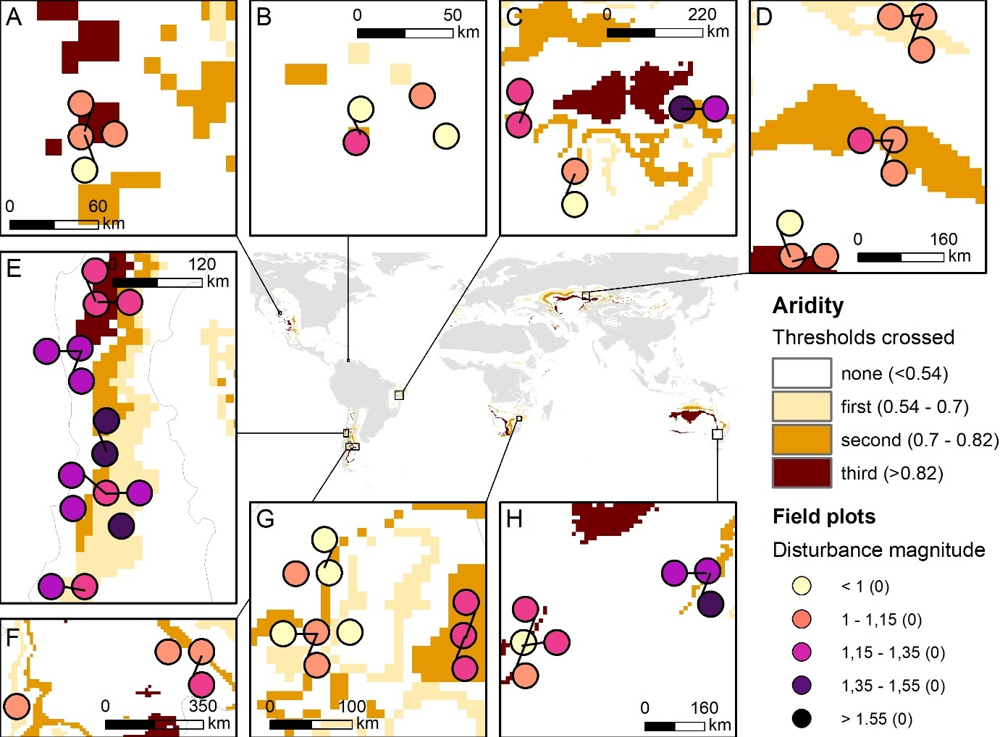 A
0 60
km
B
0 50
km
C
0 220
km
D
0 160
km
E
0 120
km
F
0 350
km
G
0 100
km
H
0 160
km
Aridity
Thresholds crossed
none (<0.54)
first (0.54 - 0.7)
second (0.7 - 0.82)
third (>0.82)
Field plots
Disturbance magnitude
< 1 (0)
1 - 1,15 (0)
1,15 - 1,35 (0)
1,35 - 1,55 (0)
> 1.55 (0)